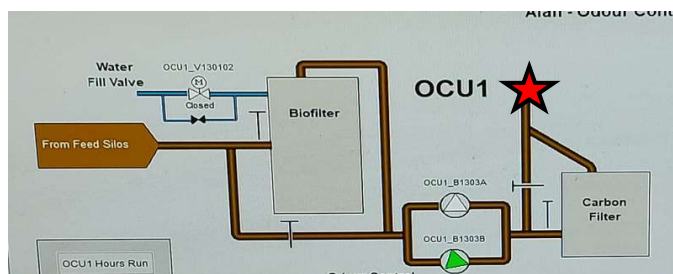 Alan - Odour Cont
Water
Fill Valve
OCU1_V130102
M
Closed
Biofilter
OCU1
From Feed Silos
OCU1_B1303A
OCU1_B1303B
Carbon
Filter
OCU1 Hours Run